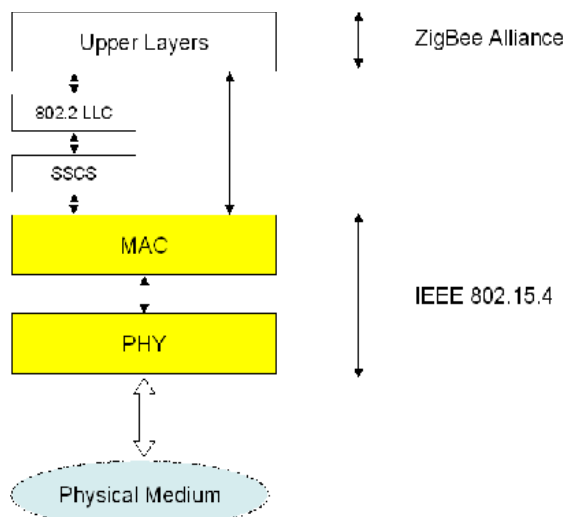 Upper Layers
ZigBee Alliance
802.2 LLC
SSCS
MAC
IEEE 802.15.4
PHY
Physical Medium